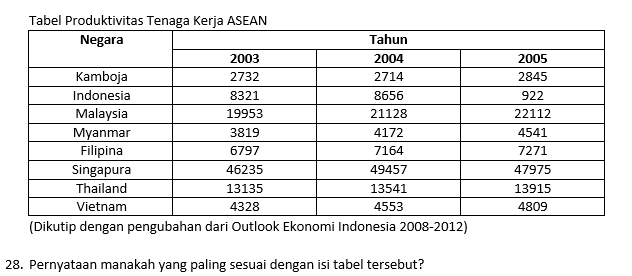 Tabel Produktivitas Tenaga Kerja ASEAN
Negara Tahun
2003 2004 2005
Kamboja 2732 2714 2845
Indonesia 8321 8656 922
Malaysia 19953 21128 22112
Myanmar 3819 4172 4541
Filipina 6797 7164 7271
Singapura 46235 49457 47975
Thailand 13135 13541 13915
Vietnam 4328 4553 4809
(Dikutip dengan pengubahan dari Outlook Ekonomi Indonesia 2008-2012)
28. Pernyataan manakah yang paling sesuai dengan isi tabel tersebut?